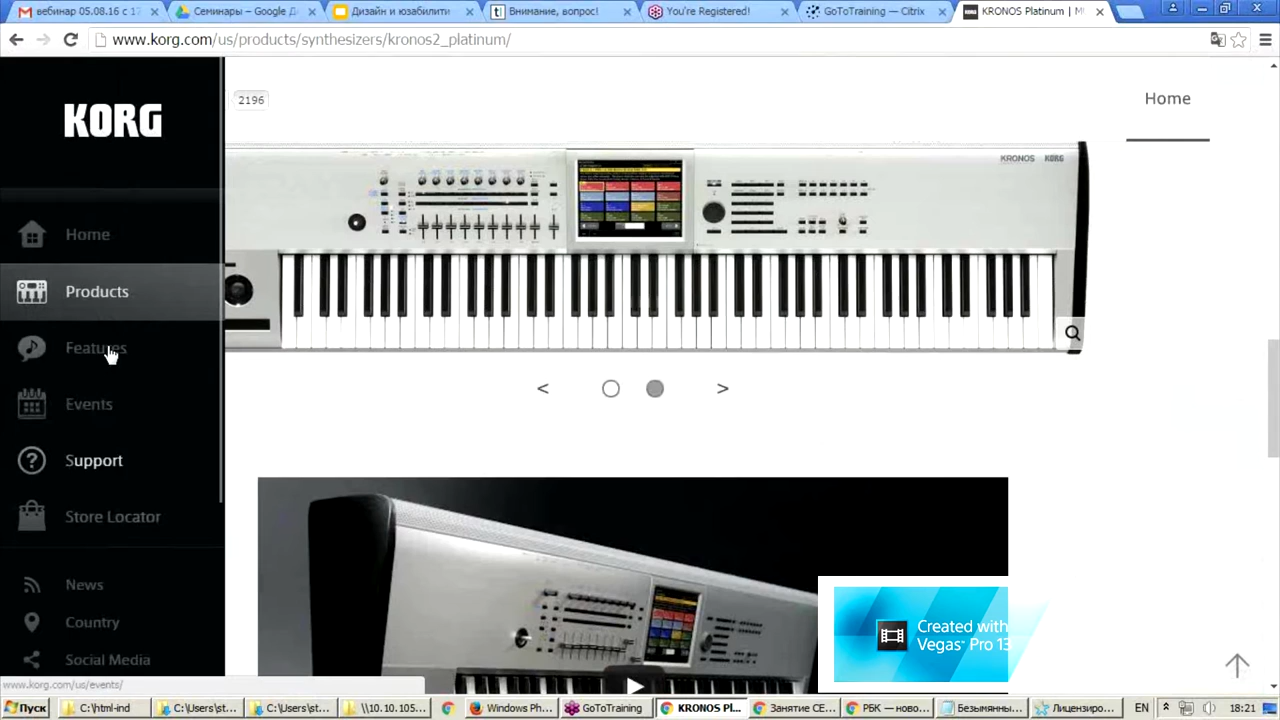 вебинар 05.08.16 с 17
Семинары – Google Д
Дизайн и юзабилити
Внимание, вопрос!
You're Registered!
GoToTraining — Citrix
KRONOS Platinum | M
www.korg.com/us/products/synthesizers/kronos2_platinum/
KORG
2196
Home
KRONOS KORG
Home
Products
Features
Events
Support
Store Locator
News
Country
Social Media
< >
Created with
Vegas™ Pro 13
www.korg.com/us/events/
Пуск
C:\html-ind
C:\Users\st...
C:\Users\st...
\\10.10.105...
Windows Ph...
GoToTraining
KRONOS Pl...
Занятие CE...
РБК — ново...
Безымянны...
Лицензиро...
EN
18:21